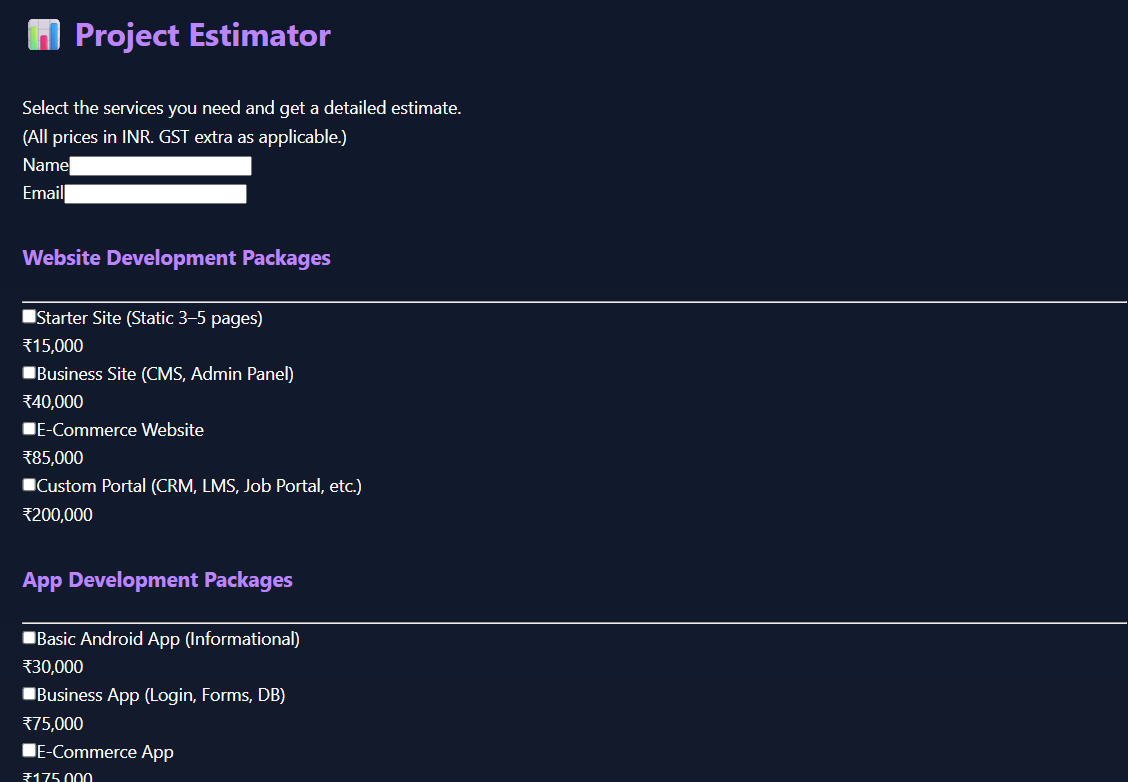 Project Estimator
Select the services you need and get a detailed estimate.
(All prices in INR. GST extra as applicable.)
Name
Email
Website Development Packages
Starter Site (Static 3–5 pages)
₹15,000
Business Site (CMS, Admin Panel)
₹40,000
E-Commerce Website
₹85,000
Custom Portal (CRM, LMS, Job Portal, etc.)
₹200,000
App Development Packages
Basic Android App (Informational)
₹30,000
Business App (Login, Forms, DB)
₹75,000
E-Commerce App
₹175,000